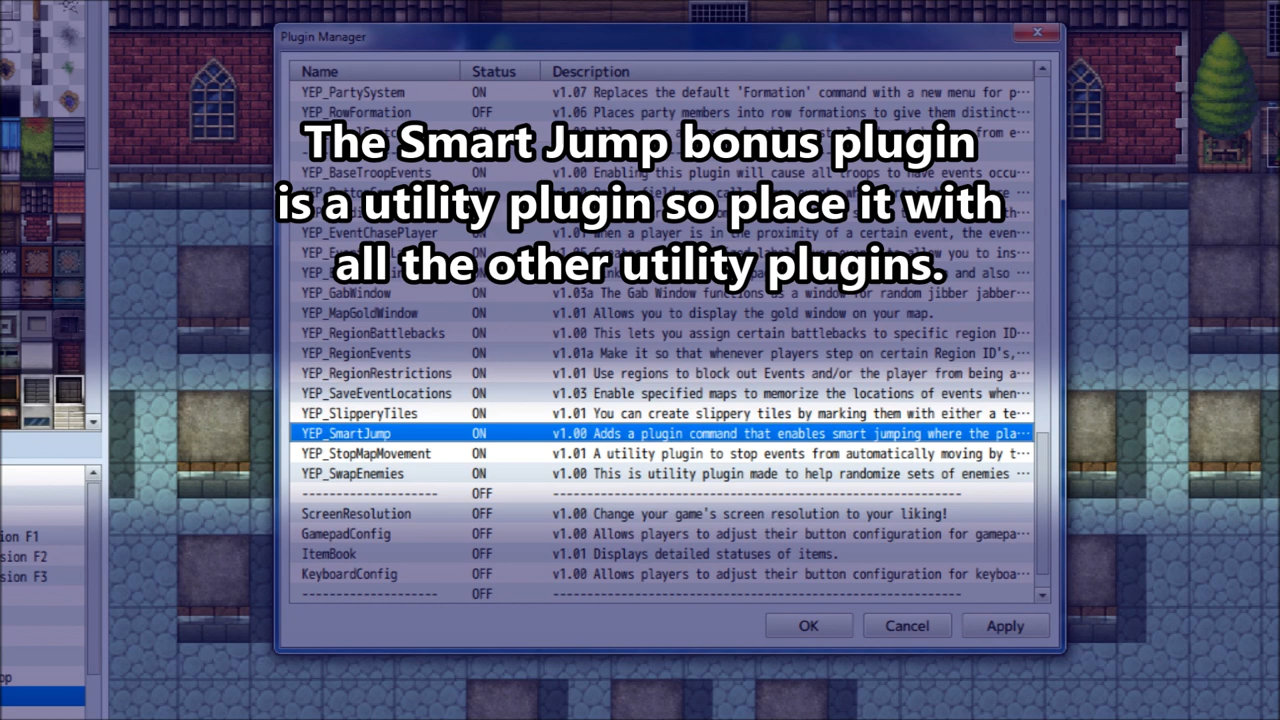 Plugin Manager
Name Status Description
YEP_PartySystem ON v1.07 Replaces the default 'Formation' command with a new menu for p···
YEP_RowFormation OFF v1.06 Places party members into row formations to give them distinct···
The Smart Jump bonus plugin
is a utility plugin so place it with
all the other utility plugins.
YEP_BaseTroopEvents ON v1.00 Enabling this plugin will cause all troops to have events occu···
YEP_EventChasePlayer ON v1.01 When a player is in the proximity of a certain event, the even···
YEP_GabWindow ON v1.03a The Gab Window functions as a window for random jibber jabber···
YEP_MapGoldWindow ON v1.01 Allows you to display the gold window on your map.
YEP_RegionBattlebacks ON v1.00 This lets you assign certain battlebacks to specific region ID···
YEP_RegionEvents ON v1.01a Make it so that whenever players step on certain Region ID's,···
YEP_RegionRestrictions ON v1.01 Use regions to block out Events and/or the player from being a···
YEP_SaveEventLocations ON v1.03 Enable specified maps to memorize the locations of events when···
YEP_SlipperyTiles ON v1.01 You can create slippery tiles by marking them with either a te···
YEP_SmartJump ON v1.00 Adds a plugin command that enables smart jumping where the pla···
YEP_StopMapMovement ON v1.01 A utility plugin to stop events from automatically moving by t···
YEP_SwapEnemies ON v1.00 This is utility plugin made to help randomize sets of enemies ···
-------------------- OFF ------------------------------------------------------------
ScreenResolution OFF v1.00 Change your game's screen resolution to your liking!
GamepadConfig OFF v1.00 Allows players to adjust their button configuration for gamepa···
ItemBook OFF v1.01 Displays detailed statuses of items.
KeyboardConfig OFF v1.00 Allows players to adjust their button configuration for keyboa···
-------------------- OFF ------------------------------------------------------------
OK Cancel Apply
sion F1
sion F2
sion F3
op